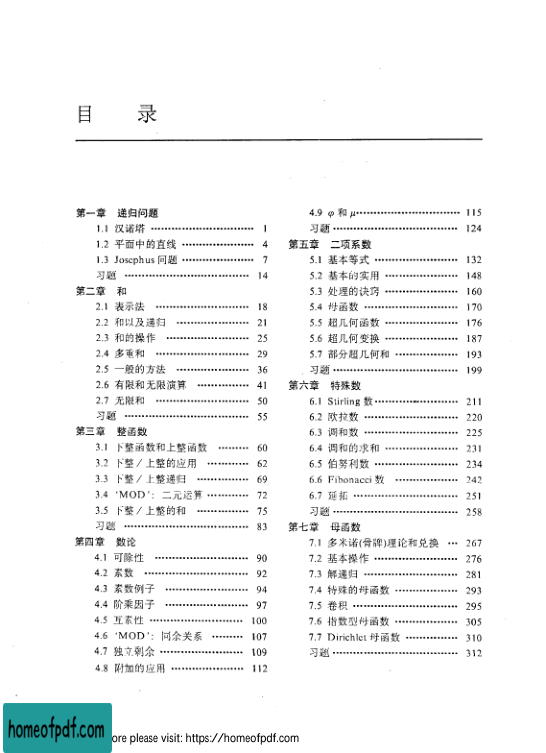 目 录
第一章 递归问题
1.1 汉诺塔 ………………………… 1
1.2 平面中的直线 ………………… 4
1.3 Josephus 问题 ………………… 7
习题 ……………………………… 14
第二章 和
2.1 表示法 ……………………… 18
2.2 和以及递归 ………………… 21
2.3 和的操作 …………………… 25
2.4 多重和 ……………………… 29
2.5 一般的方法 ………………… 36
2.6 有限和无限演算 …………… 41
2.7 无限和 ……………………… 50
习题 ……………………………… 55
第三章 整函数
3.1 下整函数和上整函数 ……… 60
3.2 下整/上整的应用 ………… 62
3.3 下整/上整递归 …………… 69
3.4 ‘MOD’: 二元运算 ………… 72
3.5 下整/上整的和 …………… 75
习题 ……………………………… 83
第四章 数论
4.1 可除性 ……………………… 90
4.2 素数 ………………………… 92
4.3 素数例子 …………………… 94
4.4 阶乘因子 …………………… 97
4.5 互素性 ……………………… 100
4.6 ‘MOD’: 同余关系 ……… 107
4.7 独立剩余 …………………… 109
4.8 附加的应用 ………………… 112
4.9 φ 和 μ ………………………… 115
习题 ……………………………… 124
第五章 二项系数
5.1 基本等式 …………………… 132
5.2 基本的实用 ………………… 148
5.3 处理的诀窍 ………………… 160
5.4 母函数 ……………………… 170
5.5 超几何函数 ………………… 176
5.6 超几何变换 ………………… 187
5.7 部分超几何和 ……………… 193
习题 ……………………………… 199
第六章 特殊数
6.1 Stirling 数 …………………… 211
6.2 欧拉数 ……………………… 220
6.3 调和数 ……………………… 225
6.4 调和的求和 ………………… 231
6.5 伯努利数 …………………… 234
6.6 Fibonacci 数 ……………… 242
6.7 延拓 ………………………… 251
习题 ……………………………… 258
第七章 母函数
7.1 多米诺(骨牌)理论和兑换 … 267
7.2 基本操作 …………………… 276
7.3 解递归 ……………………… 281
7.4 特殊的母函数 ……………… 293
7.5 卷积 ………………………… 295
7.6 指数型母函数 ……………… 305
7.7 Dirichlet 母函数 …………… 310
习题 ……………………………… 312
homeofpdf.com
ore please visit: https://homeofpdf.com